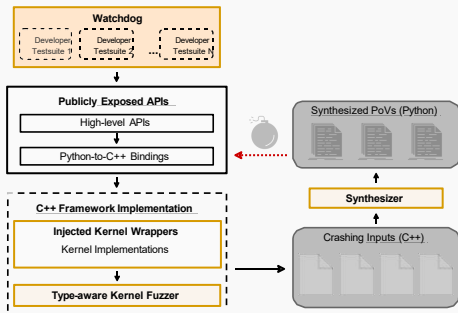 Watchdog
Developer
Testsuite 1
Developer
Testsuite 2
...
Developer
Testsuite N
Publicly Exposed APIs
High-level APIs
Python-to-C++ Bindings
C++ Framework Implementation
Injected Kernel Wrappers
Kernel Implementations
Type-aware Kernel Fuzzer
Synthesized PoVs (Python)
Synthesizer
Crashing Inputs (C++)